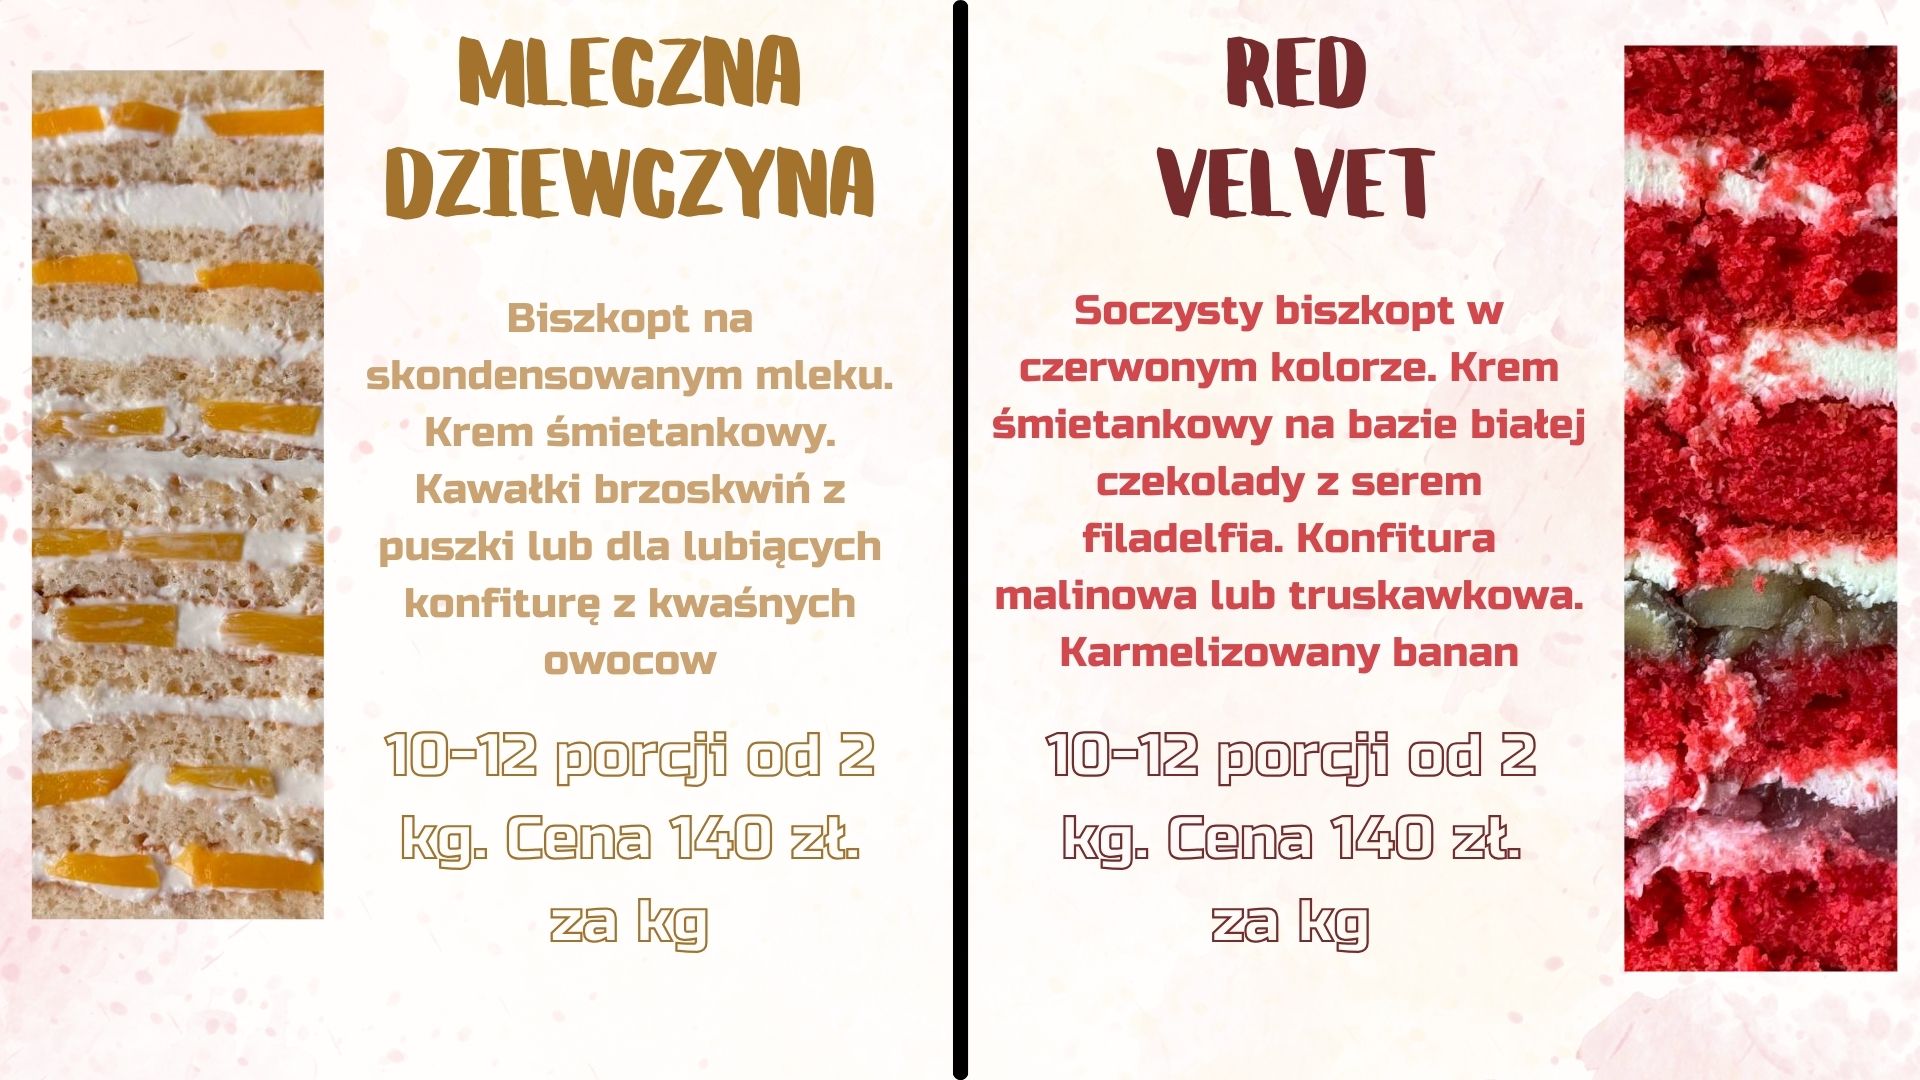 MLECZNA
DZIEWCZYNA
Biszkopt na
skondensowanym mleku.
Krem śmietankowy.
Kawałki brzoskwiń z
puszki lub dla lubiących
konfiturę z kwaśnych
owocow
10-12 porcji od 2
kg. Cena 140 zł.
za kg
RED
VELVET
Soczysty biszkopt w
czerwonym kolorze. Krem
śmietankowy na bazie białej
czekolady z serem
filadelfia. Konfitura
malinowa lub truskawkowa.
Karmelizowany banan
10-12 porcji od 2
kg. Cena 140 zł.
za kg